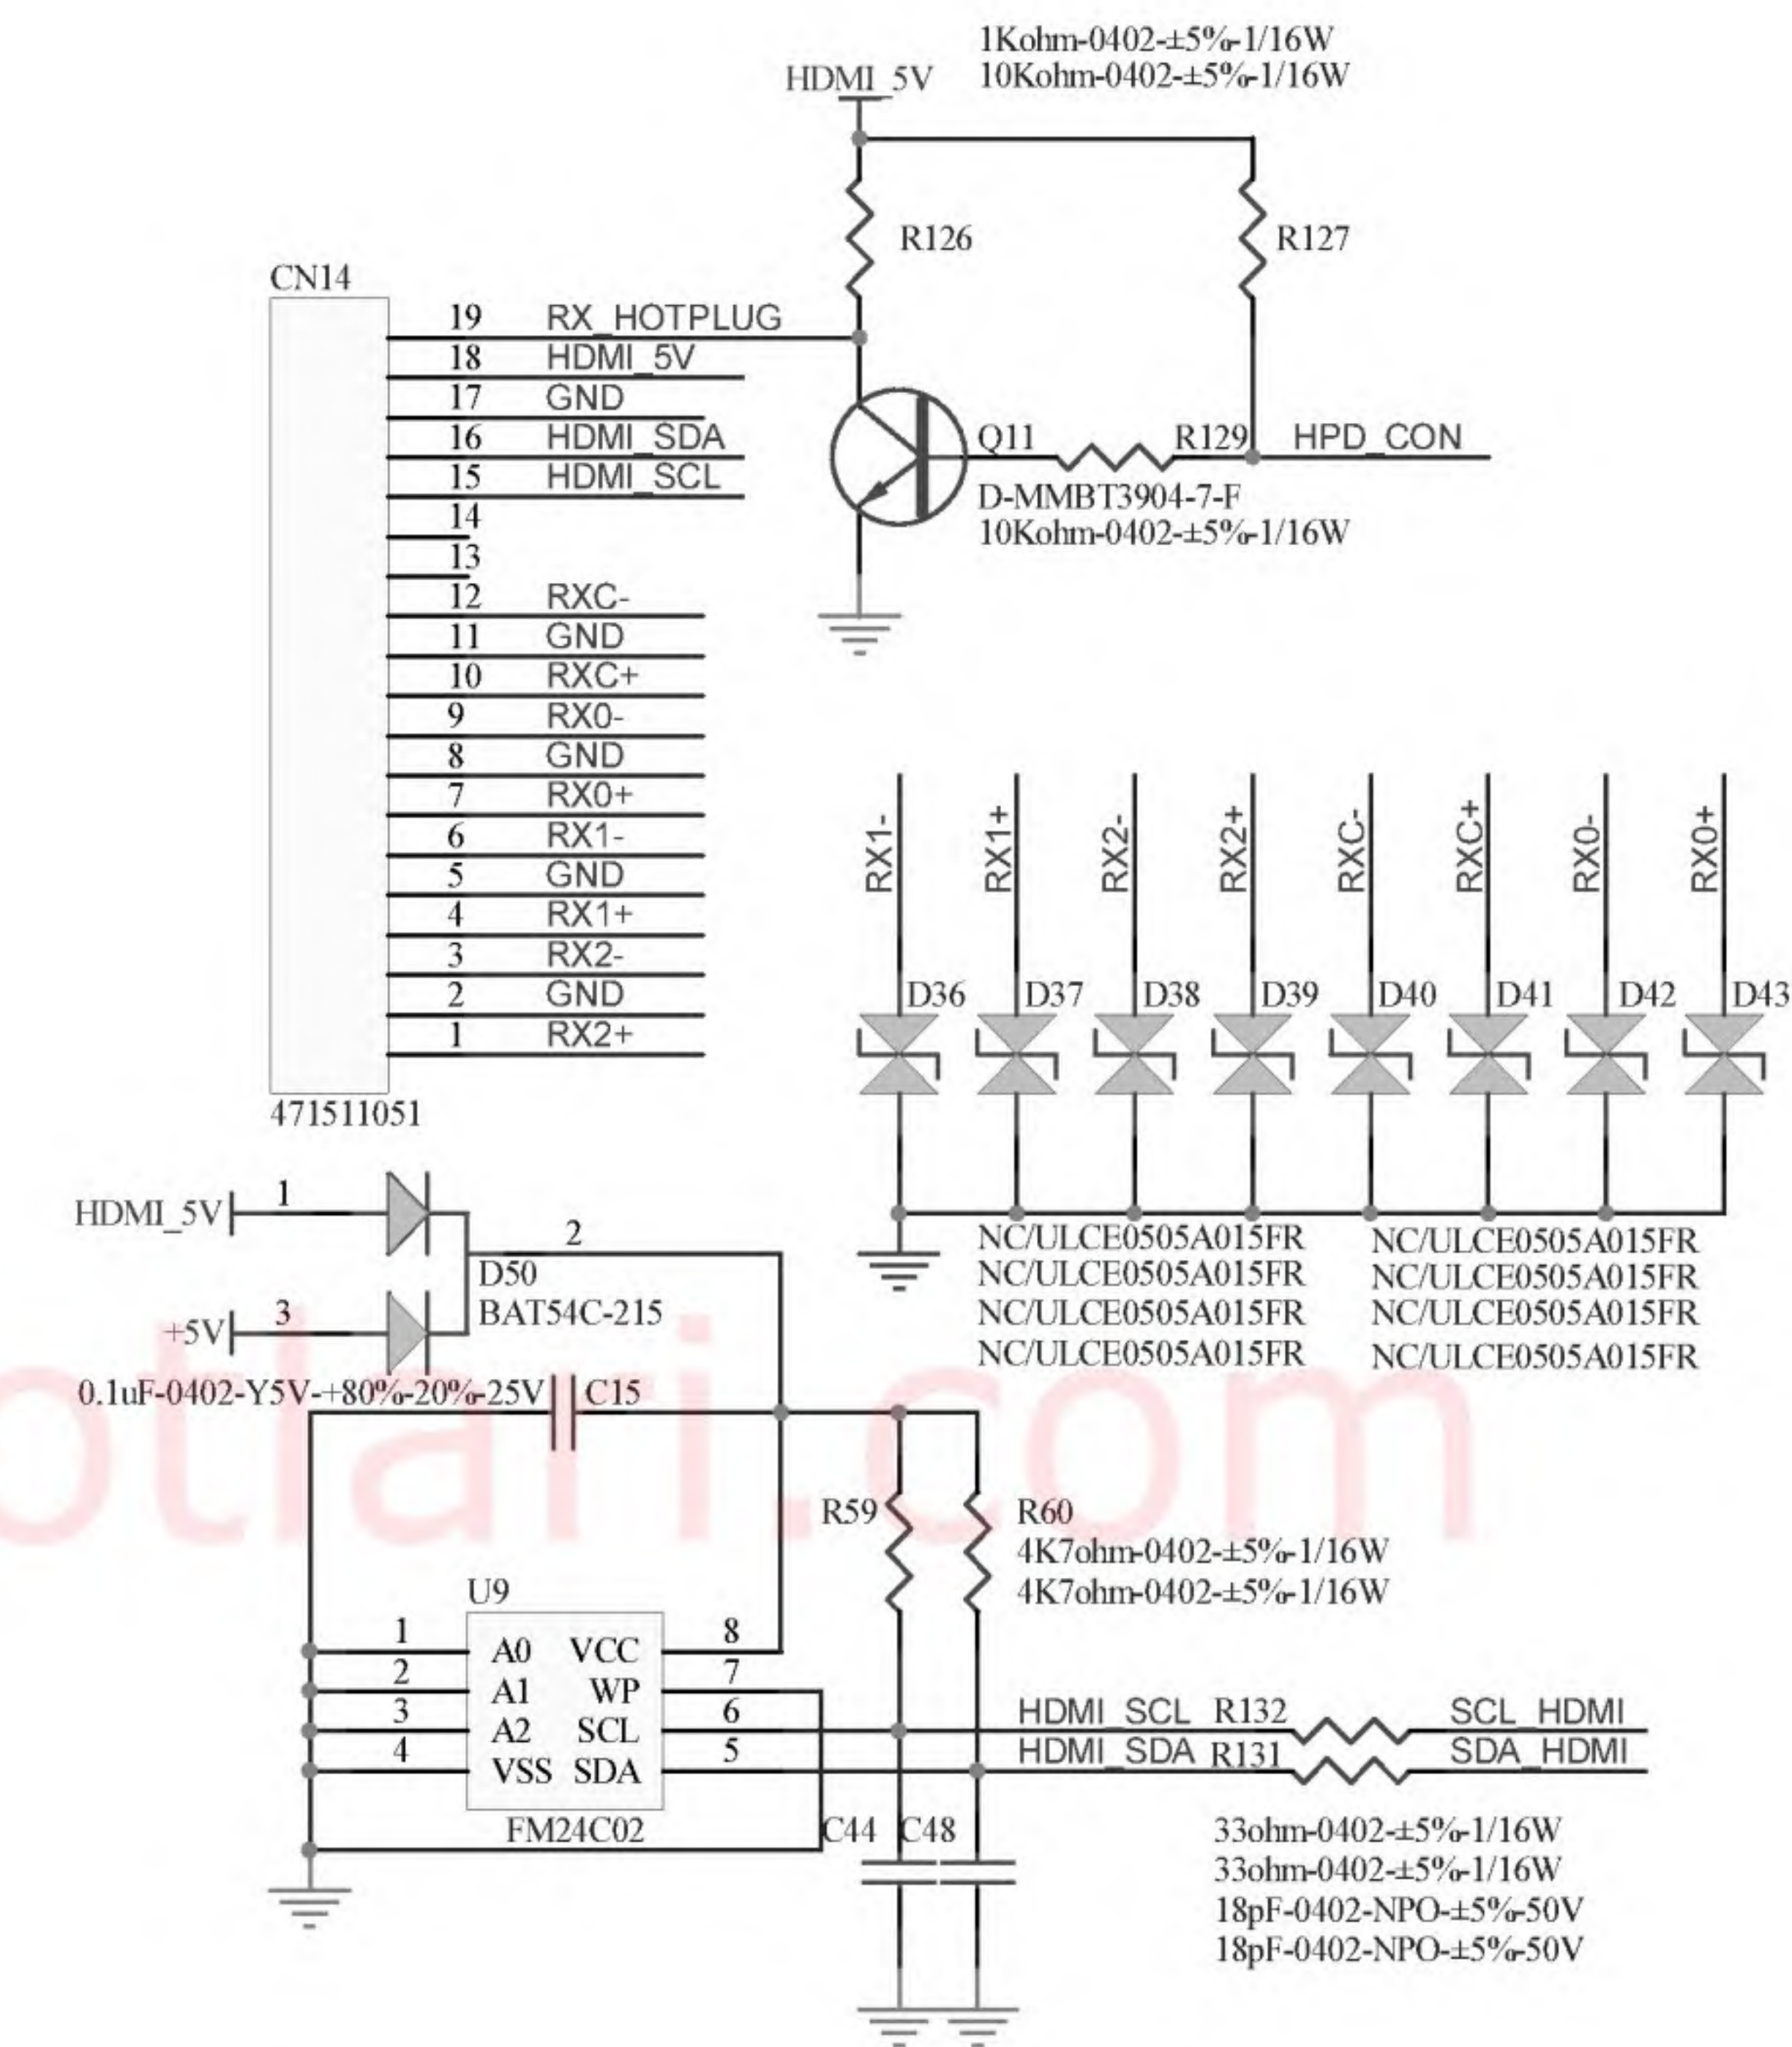 1Kohm-0402-±5%-1/16W
HDMI_5V 10Kohm-0402-±5%-1/16W
R126 R127
CN14
19 RX_HOTPLUG
18 HDMI_5V
17 GND
16 HDMI_SDA
15 HDMI_SCL
14
13
12 RXC-
11 GND
10 RXC+
9 RX0-
8 GND
7 RX0+
6 RX1-
5 GND
4 RX1+
3 RX2-
2 GND
1 RX2+
471511051
Q11 R129 HPD_CON
D-MMBT3904-7-F
10Kohm-0402-±5%-1/16W
RX1- RX1+ RX2- RX2+ RXC- RXC+ RX0- RX0+
D36 D37 D38 D39 D40 D41 D42 D43
NC/ULCE0505A015FR NC/ULCE0505A015FR
NC/ULCE0505A015FR NC/ULCE0505A015FR
NC/ULCE0505A015FR NC/ULCE0505A015FR
NC/ULCE0505A015FR NC/ULCE0505A015FR
HDMI_5V 1
2
D50
BAT54C-215
+5V 3
0.1uF-0402-Y5V-+80%-20%-25V C15
otlari.com
R59 R60
4K7ohm-0402-±5%-1/16W
4K7ohm-0402-±5%-1/16W
U9
1 A0 VCC 8
2 A1 WP 7
3 A2 SCL 6
4 VSS SDA 5
FM24C02
HDMI_SCL R132 SCL_HDMI
HDMI_SDA R131 SDA_HDMI
C44 C48
33ohm-0402-±5%-1/16W
33ohm-0402-±5%-1/16W
18pF-0402-NPO-±5%-50V
18pF-0402-NPO-±5%-50V